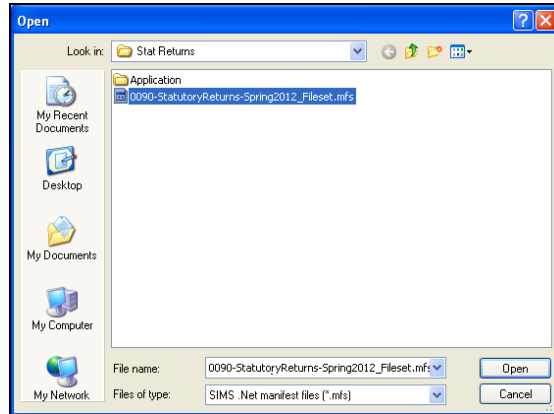 Open
Look in: Stat Returns
Application
0090-StatutoryReturns-Spring2012_Fileset.mfs
My Recent
Documents
Desktop
My Documents
My Computer
My Network
File name: 0090-StatutoryReturns-Spring2012_Fileset.mfs Open
Files of type: SIMS .Net manifest files (*.mfs) Cancel